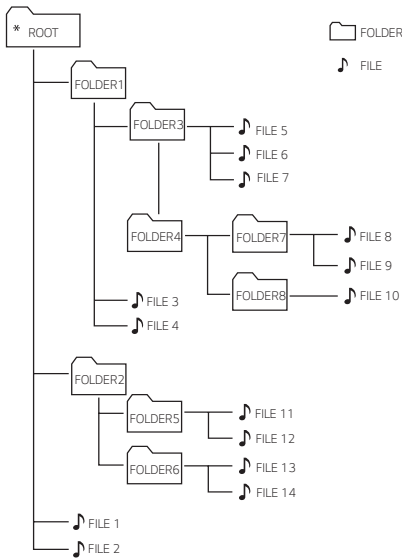 * ROOT
FOLDER
FILE
FOLDER1
FOLDER3
FILE 5
FILE 6
FILE 7
FOLDER4
FOLDER7
FILE 8
FILE 9
FOLDER8
FILE 10
FILE 3
FILE 4
FOLDER2
FOLDER5
FILE 11
FILE 12
FOLDER6
FILE 13
FILE 14
FILE 1
FILE 2